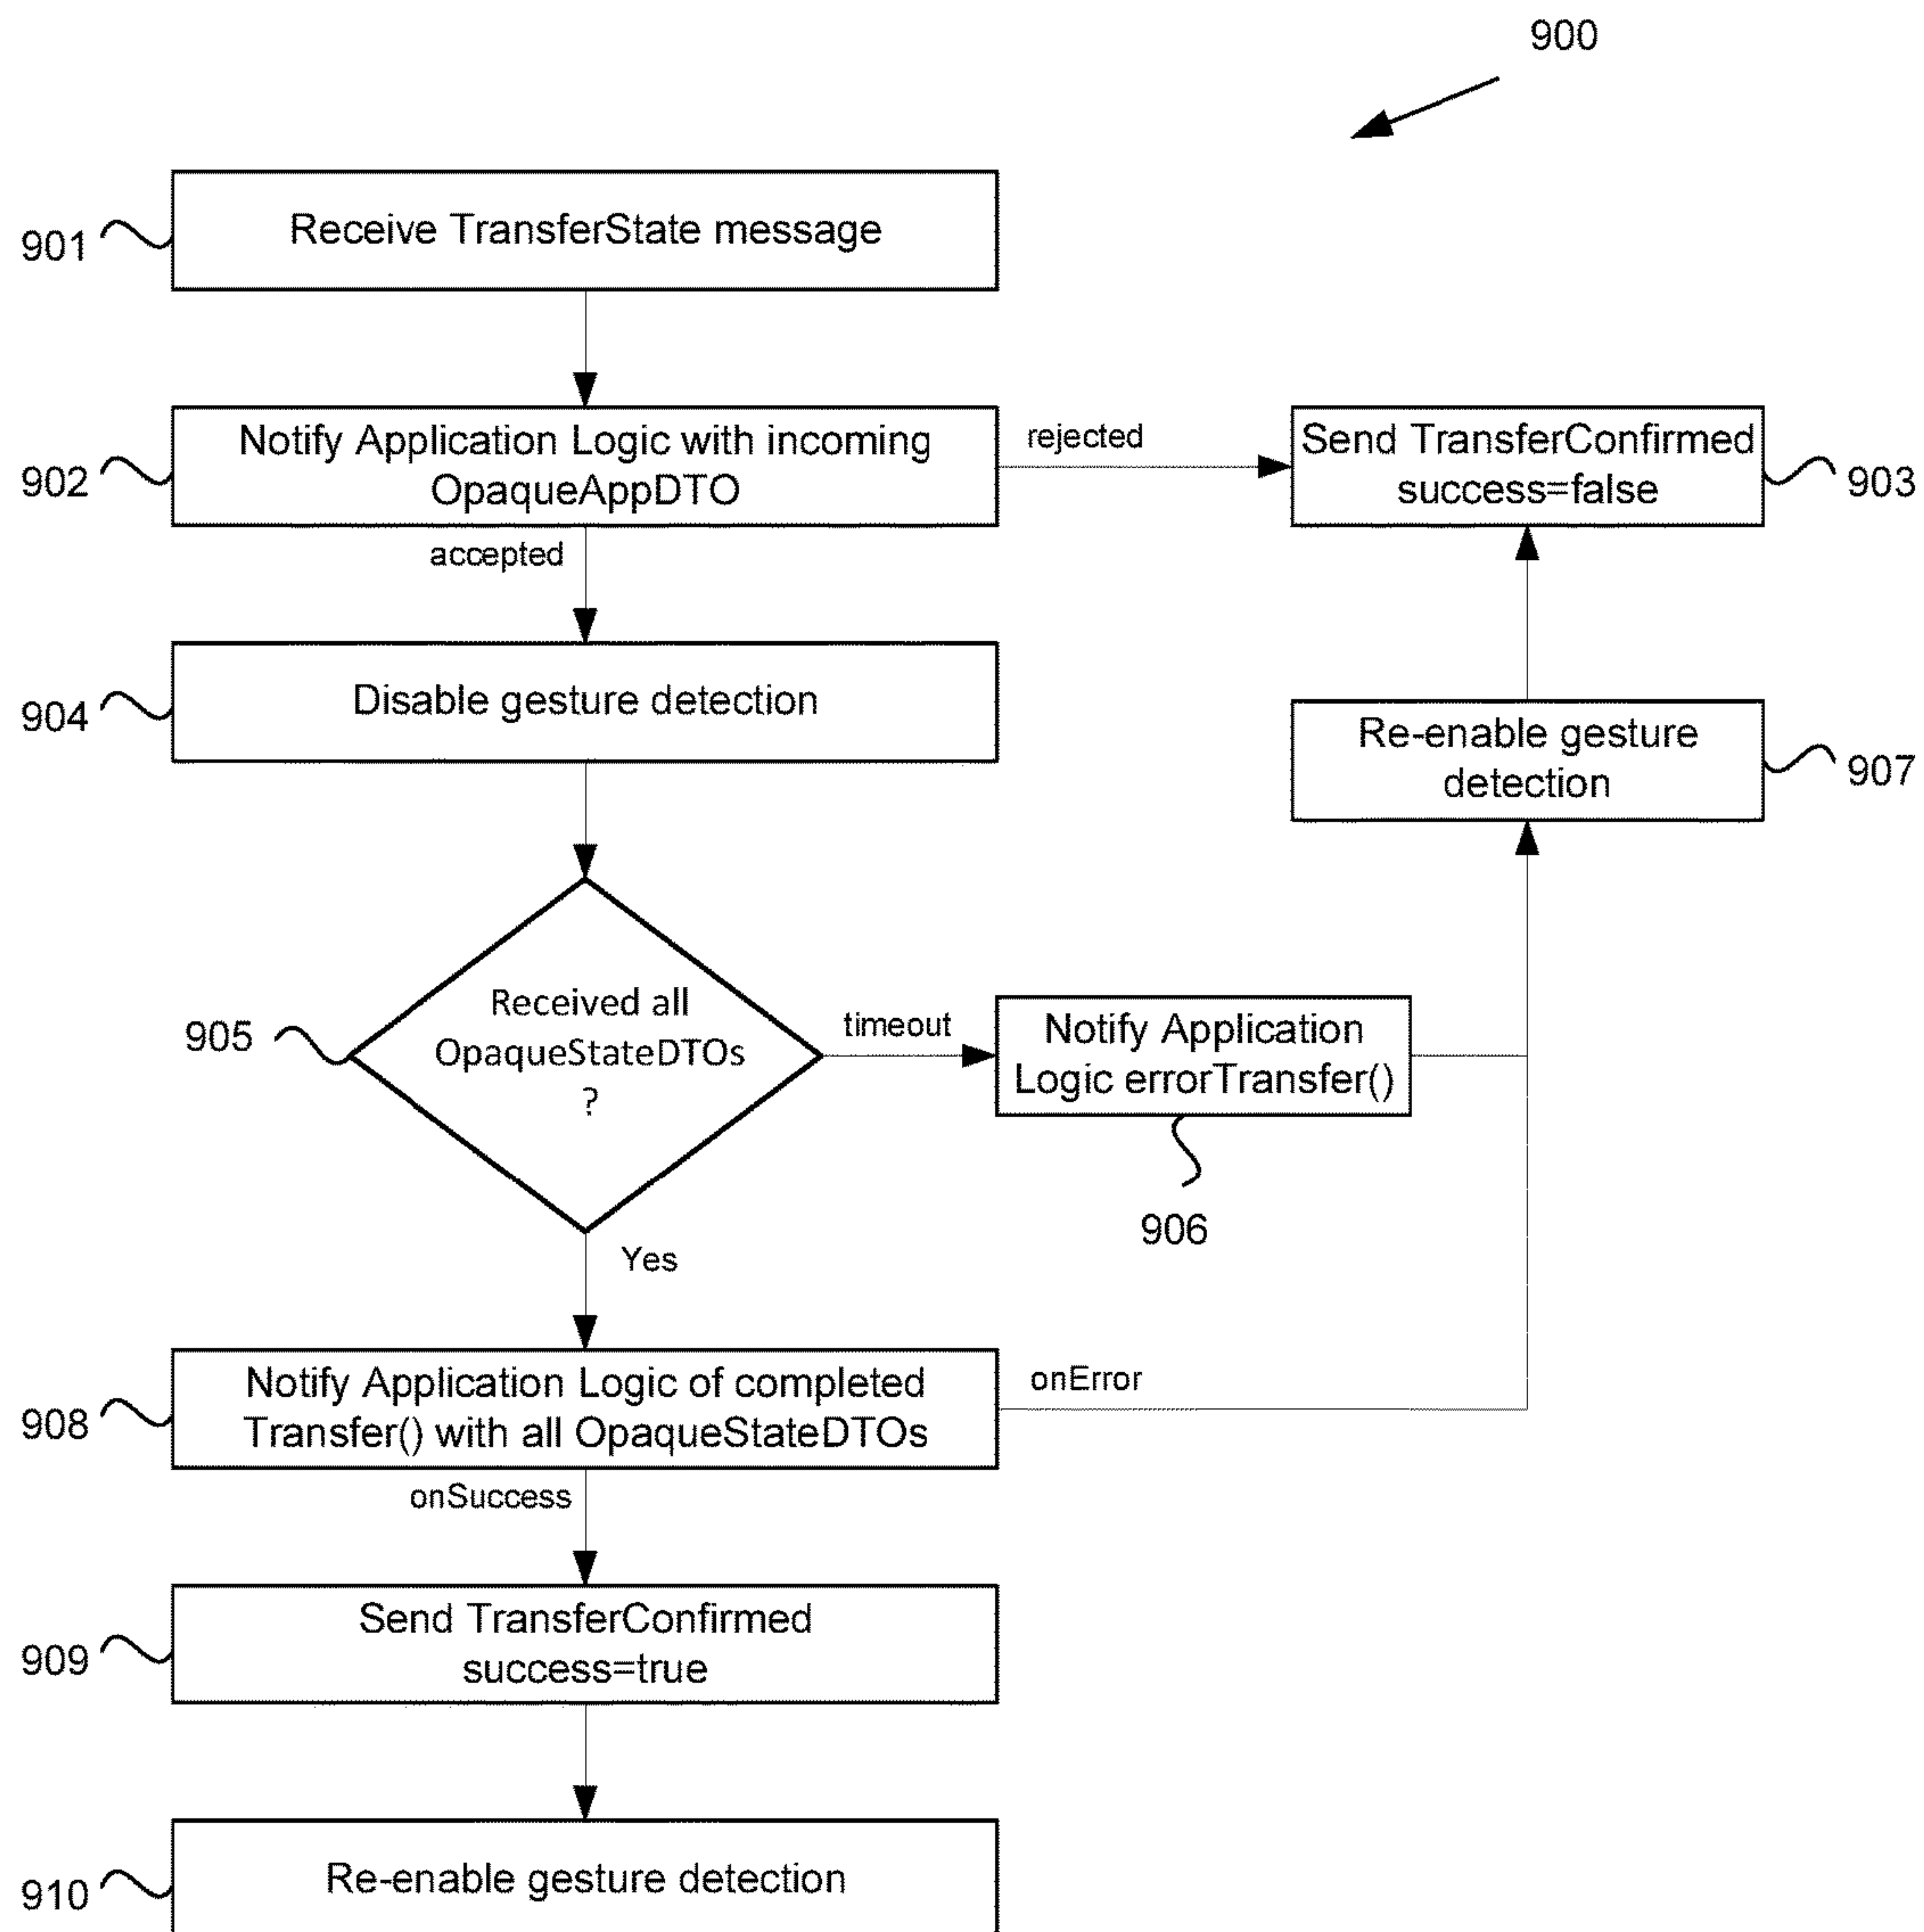 900
901
Receive TransferState message
902
Notify Application Logic with incoming
OpaqueAppDTO
rejected
Send TransferConfirmed
success=false
903
accepted
904
Disable gesture detection
Re-enable gesture
detection
907
905
Received all
OpaqueStateDTOs
?
timeout
Notify Application
Logic errorTransfer()
906
Yes
908
Notify Application Logic of completed
Transfer() with all OpaqueStateDTOs
onError
onSuccess
909
Send TransferConfirmed
success=true
910
Re-enable gesture detection